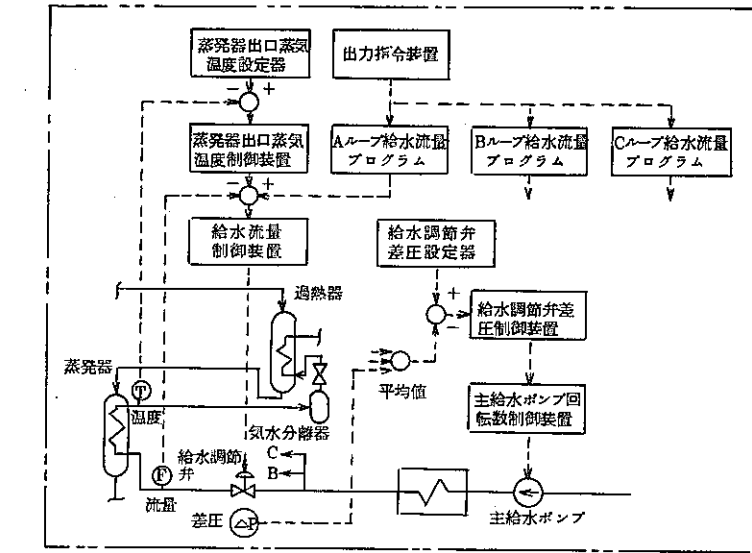 蒸発器出口蒸気
温度設定器
出力指令装置
－
＋
蒸発器出口蒸気
温度制御装置
Aループ給水流量
プログラム
Bループ給水流量
プログラム
Cループ給水流量
プログラム
－
＋
＋
給水流量
制御装置
給水調節弁
差圧設定器
過熱器
＋
－
給水調節弁差
圧制御装置
蒸発器
T
温度
平均値
主給水ポンプ回
転数制御装置
気水分離器
給水調節
弁
C
B
F
流量
差圧
△P
主給水ポンプ